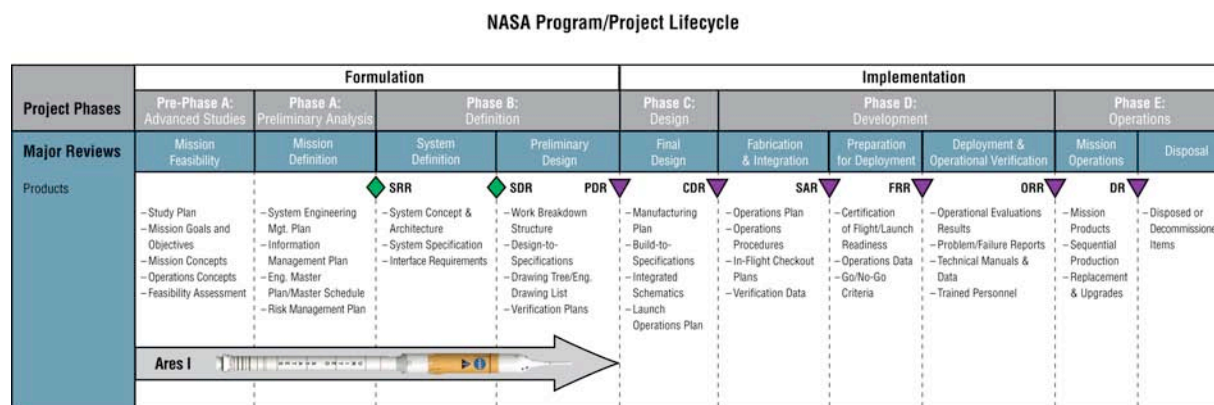 NASA Program/Project Lifecycle
Formulation
Implementation
Project Phases
Pre-Phase A:
Advanced Studies
Phase A:
Preliminary Analysis
Phase B:
Definition
Phase C:
Design
Phase D:
Development
Phase E:
Operations
Major Reviews
Mission
Feasibility
Mission
Definition
System
Definition
Preliminary
Design
Final
Design
Fabrication
& Integration
Preparation
for Deployment
Deployment &
Operational Verification
Mission
Operations
Disposal
Products
SRR
SDR
PDR
CDR
SAR
FRR
ORR
DR
– Study Plan
– Mission Goals and
Objectives
– Mission Concepts
– Operations Concepts
– Feasibility Assessment
– System Engineering
Mgt. Plan
– Information
Management Plan
– Eng. Master
Plan/Master Schedule
– Risk Management Plan
– System Concept &
Architecture
– System Specification
– Interface Requirements
– Work Breakdown
Structure
– Design-to-
Specifications
– Drawing Tree/Eng.
Drawing List
– Verification Plans
– Manufacturing
Plan
– Build-to-
Specifications
– Integrated
Schematics
– Launch
Operations Plan
– Operations Plan
– Operations
Procedures
– In-Flight Checkout
Plans
– Verification Data
– Certification
of Flight/Launch
Readiness
– Operations Data
– Go/No-Go
Criteria
– Operational Evaluations
Results
– Problem/Failure Reports
– Technical Manuals &
Data
– Trained Personnel
– Mission
Products
– Sequential
Production
– Replacement
& Upgrades
– Disposed or
Decommissione
Items
Ares I